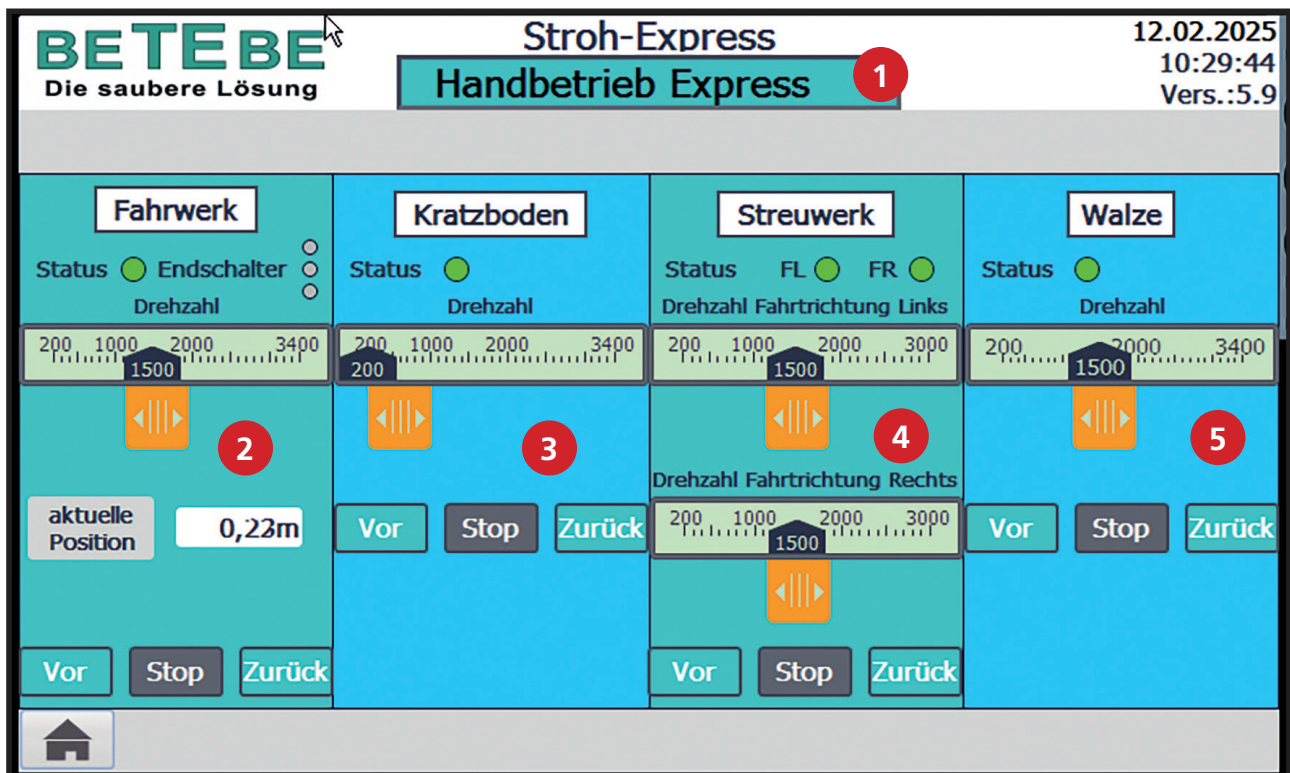 BETEBE
Die saubere Lösung
Stroh-Express
Handbetrieb Express
1
12.02.2025
10:29:44
Vers.:5.9
Fahrwerk
Status Endschalter
Drehzahl
200 1000 2000 3400
1500
2
aktuelle
Position
0,23m
Vor Stop Zurück
Kratzboden
Status
Drehzahl
200 1000 2000 3400
200
3
Vor Stop Zurück
Streuwerk
Status FL FR
Drehzahl Fahrtrichtung Links
200 1000 2000 3000
1500
4
Drehzahl Fahrtrichtung Rechts
200 1000 2000 3000
1500
Vor Stop Zurück
Walze
Status
Drehzahl
200 2000 3400
1500
5
Vor Stop Zurück